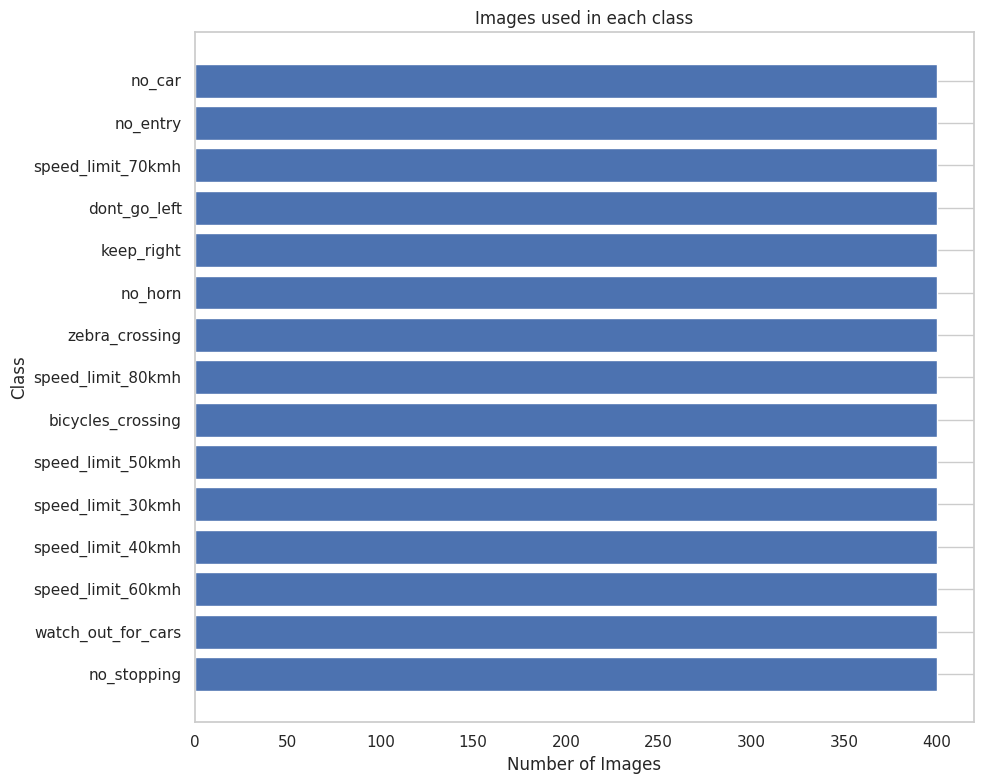 Images used in each class
no_car
no_entry
speed_limit_70kmh
dont_go_left
keep_right
no_horn
zebra_crossing
speed_limit_80kmh
bicycles_crossing
speed_limit_50kmh
speed_limit_30kmh
speed_limit_40kmh
speed_limit_60kmh
watch_out_for_cars
no_stopping
Class
0 50 100 150 200 250 300 350 400
Number of Images